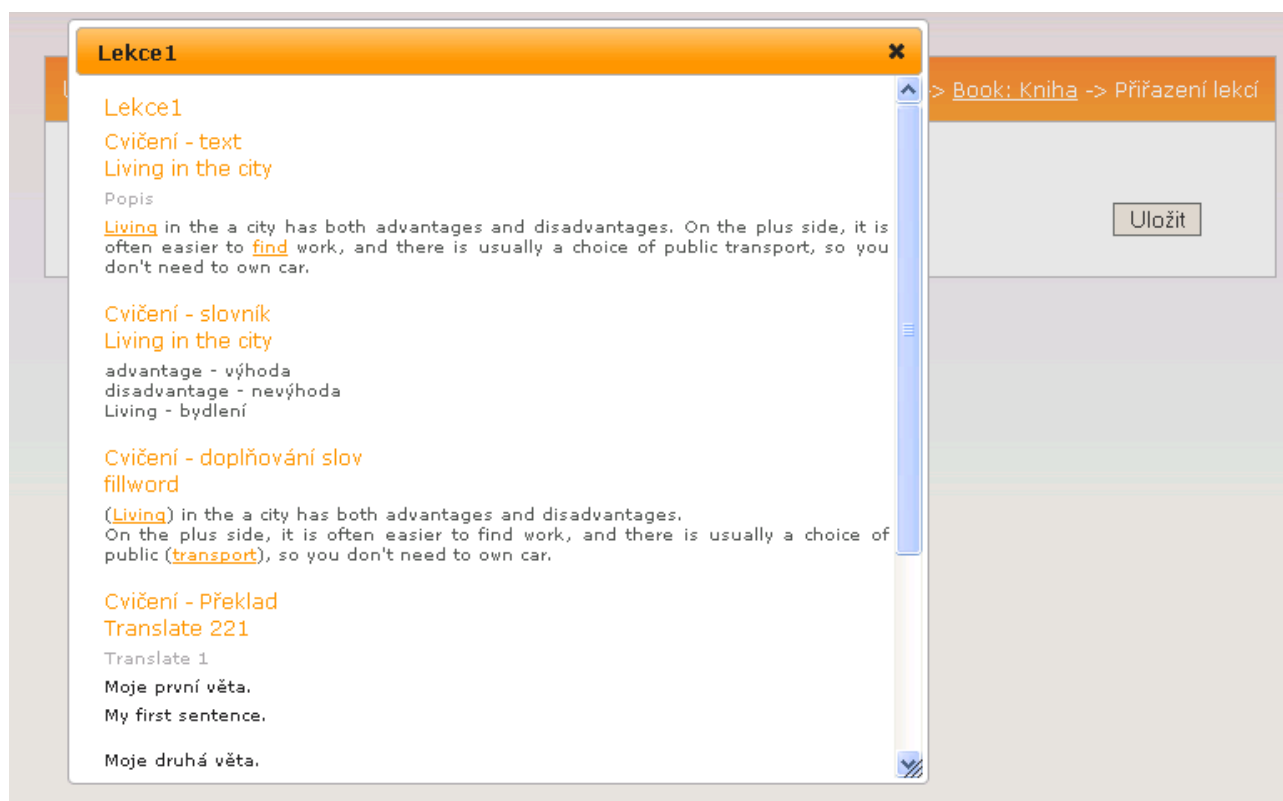 Lekce1
-> Book: Kniha -> Přiřazení lekcí
Uložit
Lekce1
Cvičení - text
Living in the city
Popis
Living in the a city has both advantages and disadvantages. On the plus side, it is
often easier to find work, and there is usually a choice of public transport, so you
don't need to own car.
Cvičení - slovník
Living in the city
advantage - výhoda
disadvantage - nevýhoda
Living - bydlení
Cvičení - doplňování slov
fillword
(Living) in the a city has both advantages and disadvantages.
On the plus side, it is often easier to find work, and there is usually a choice of
public (transport), so you don't need to own car.
Cvičení - Překlad
Translate 221
Translate 1
Moje první věta.
My first sentence.
Moje druhá věta.